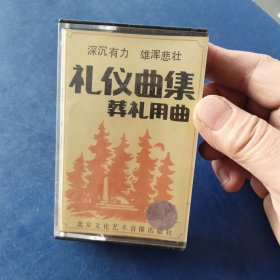 深沉有力 雄浑悲壮
礼仪曲集
葬礼用曲
北京文化艺术音像出版社